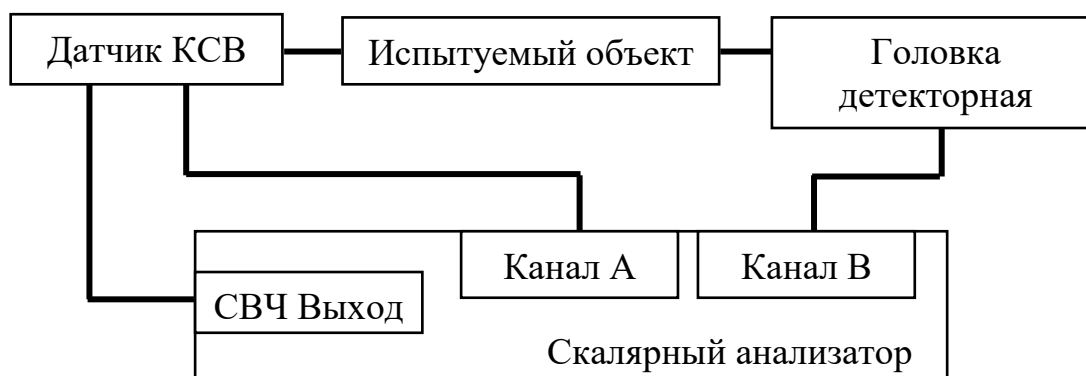 Датчик КСВ
Испытуемый объект
Головка
детекторная
Канал А
Канал В
СВЧ Выход
Скалярный анализатор